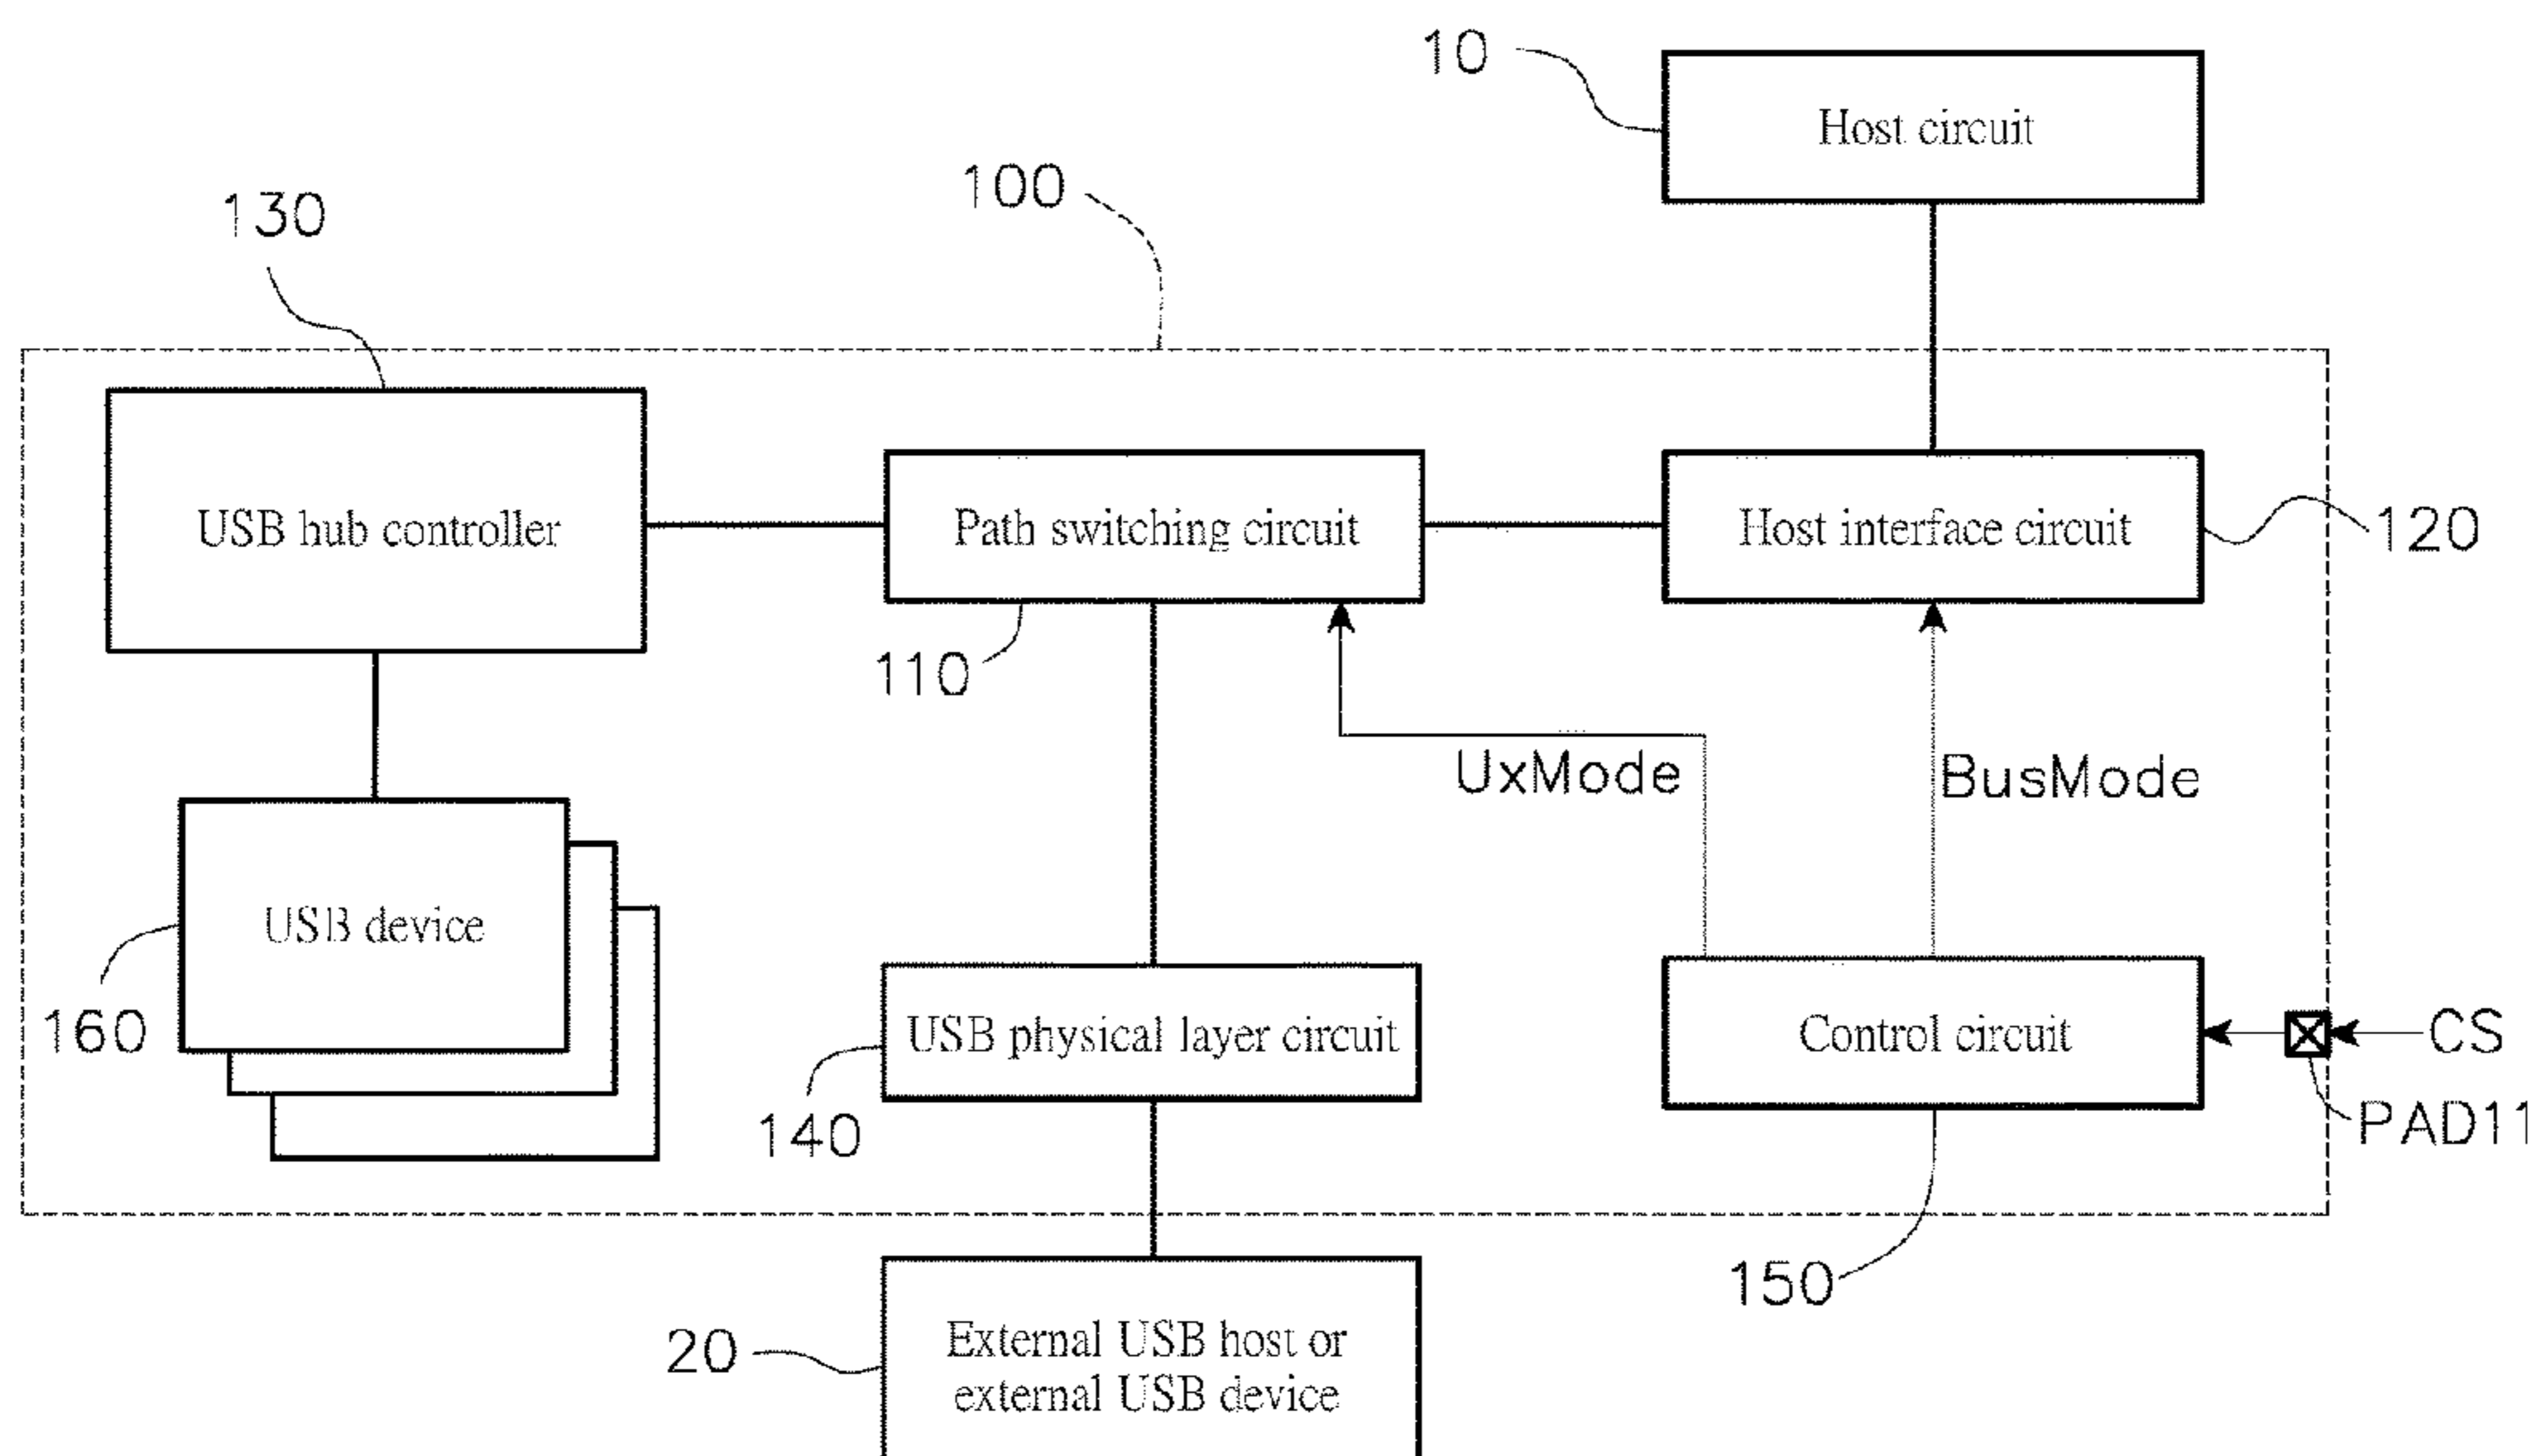 10
Host circuit
100
130
USB hub controller
Path switching circuit
Host interface circuit
120
110
UxMode
BusMode
USB device
160
USB physical layer circuit
140
Control circuit
CS
PAD11
150
20
External USB host or
external USB device